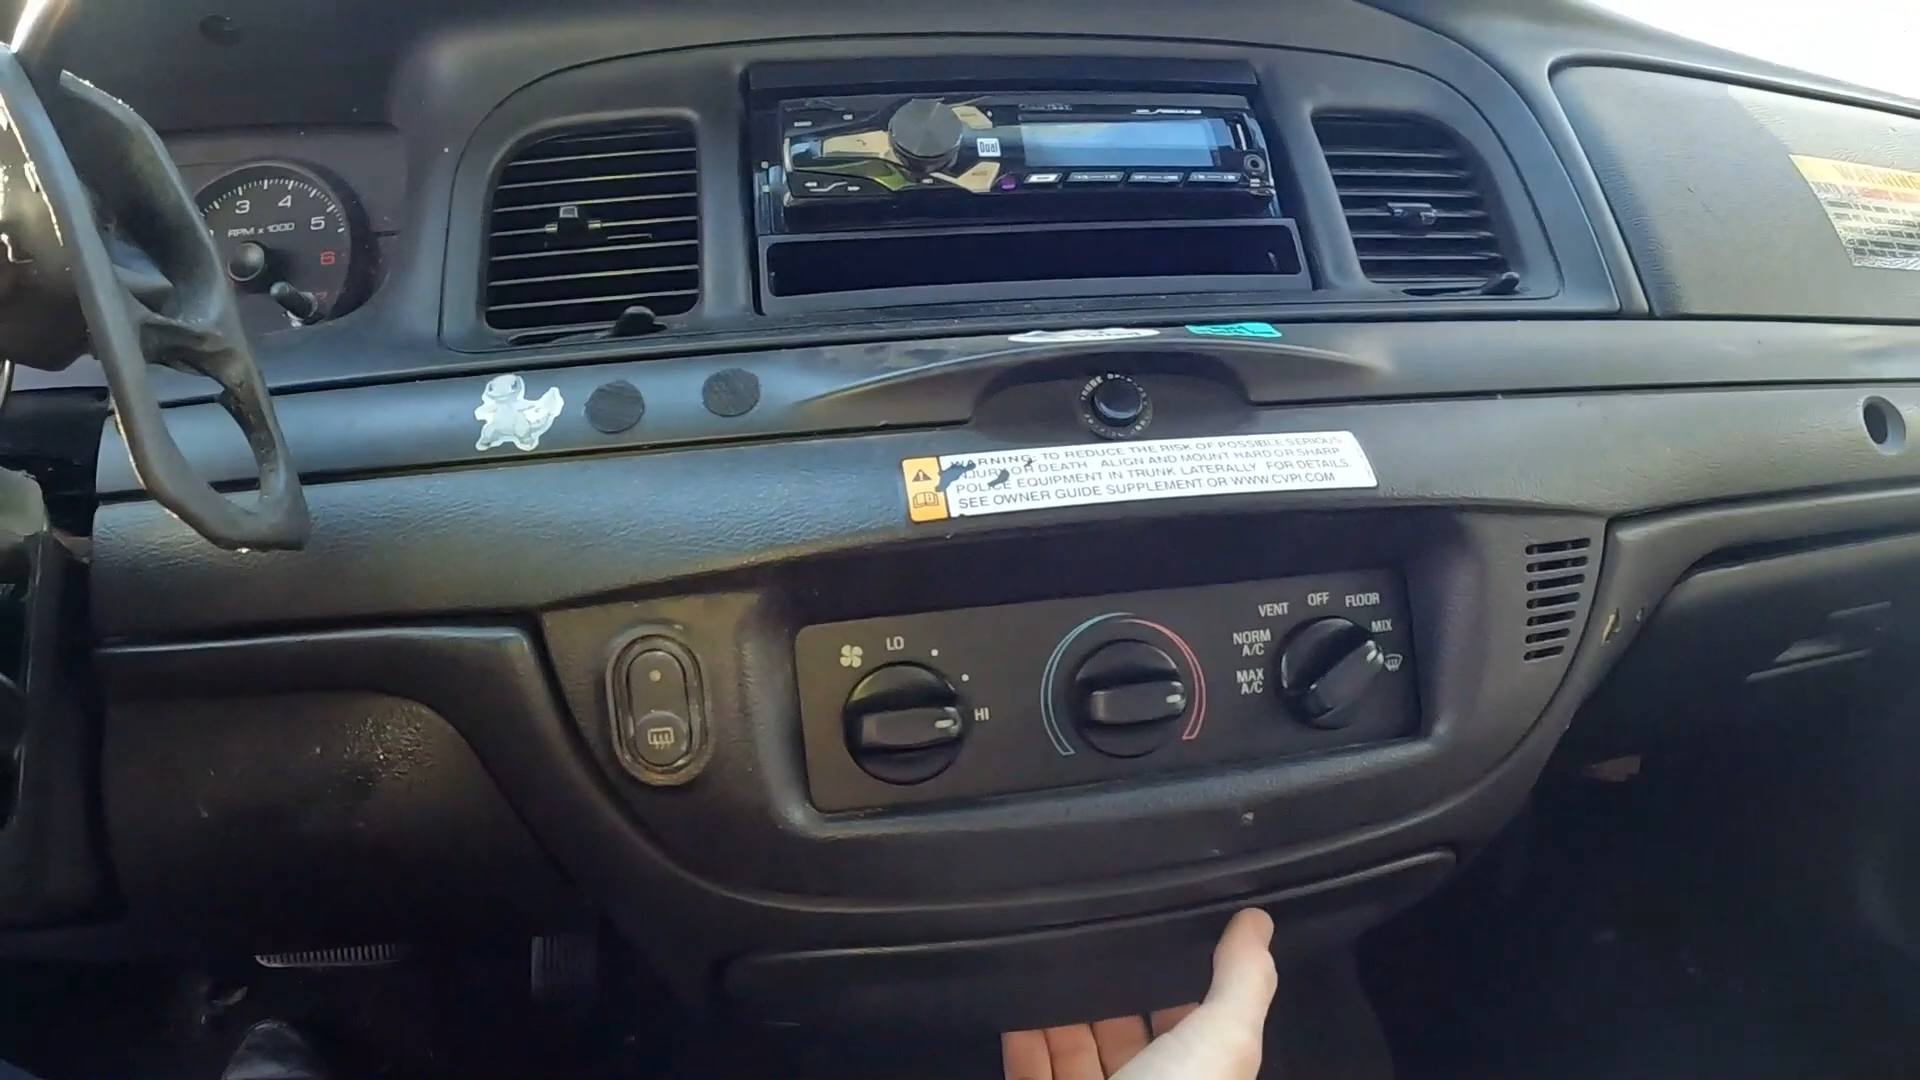 3 4 5 6
RPM x 1000
Dual
TRUNK OPEN
WARNING: TO REDUCE THE RISK OF POSSIBLE SERIOUS
INJURY OR DEATH ALIGN AND MOUNT HARD OR SHARP
POLICE EQUIPMENT IN TRUNK LATERALLY FOR DETAILS,
SEE OWNER GUIDE SUPPLEMENT OR WWW.CVPI.COM
WARNING
LO
HI
VENT OFF FLOOR
NORM
A/C
MIX
MAX
A/C